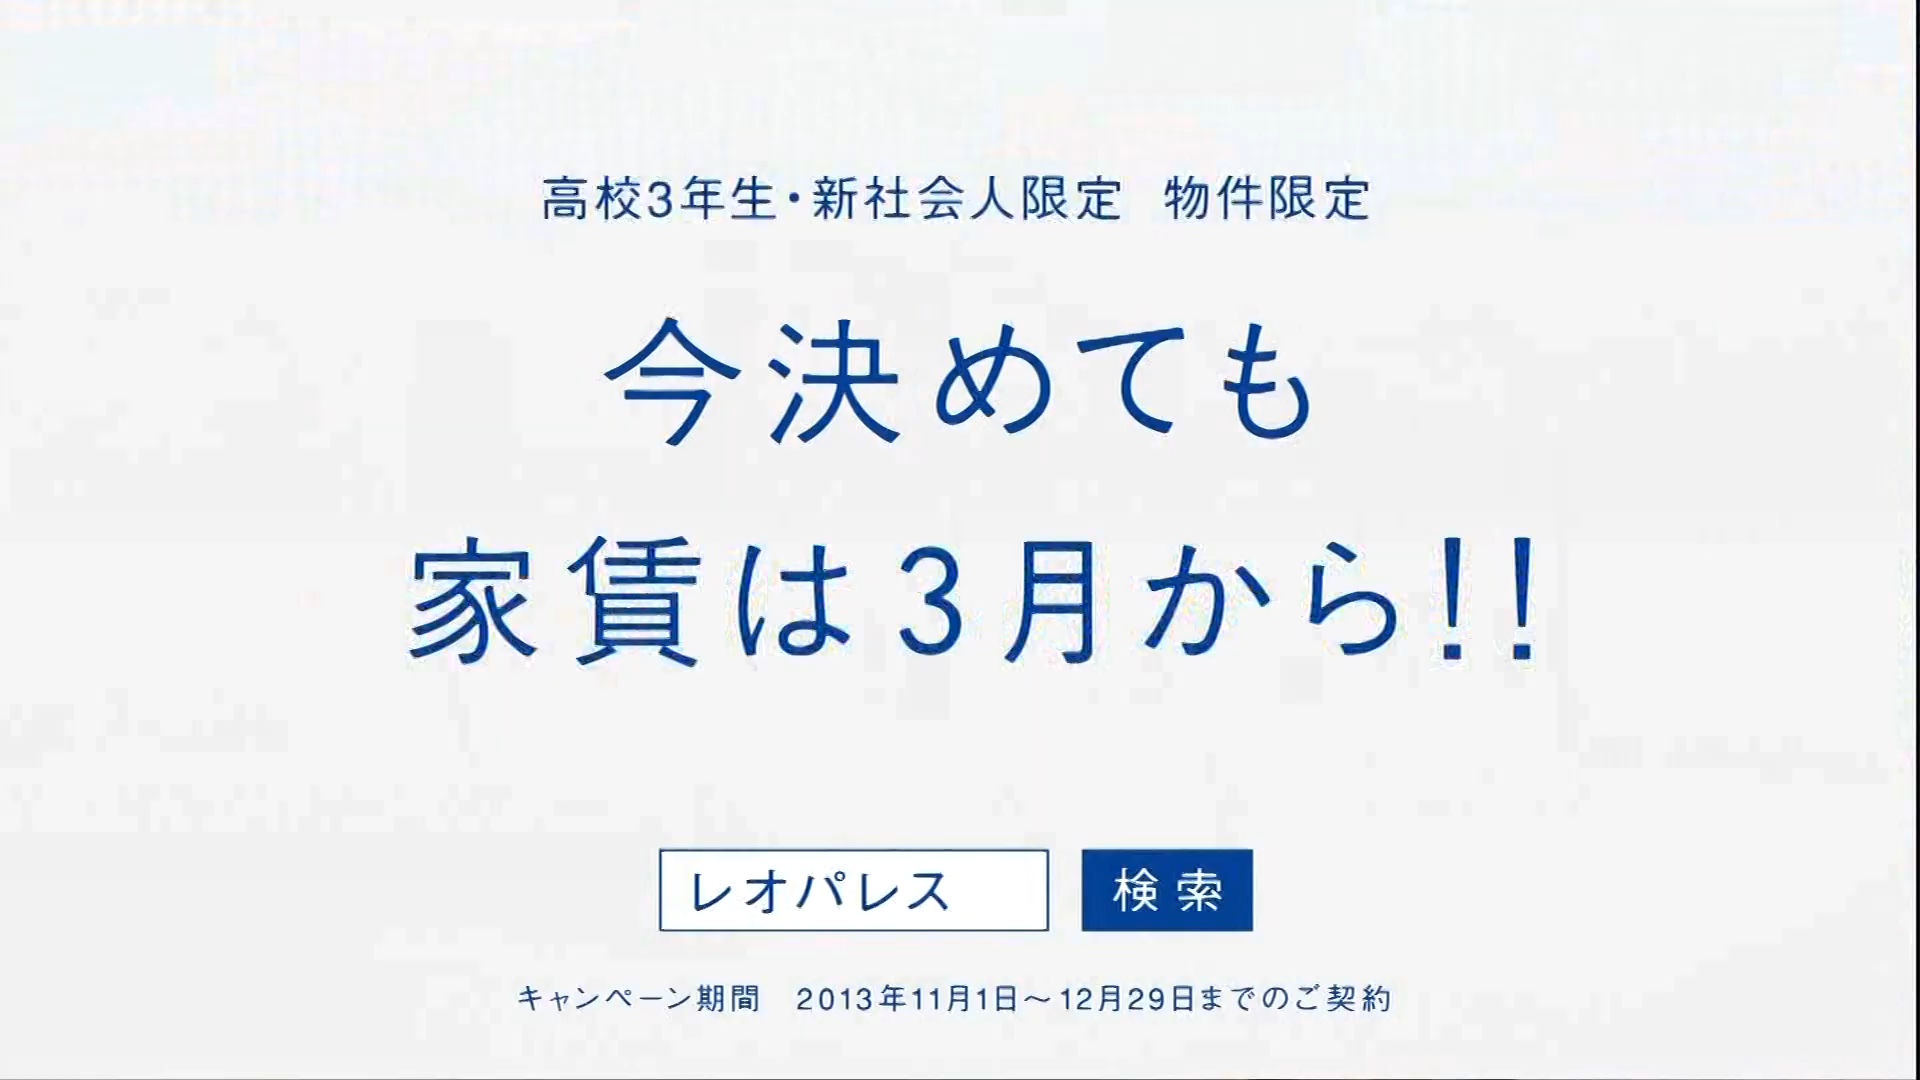 高校3年生・新社会人限定　物件限定
今決めても
家賃は3月から!!
レオパレス　検索
キャンペーン期間　2013年11月1日～12月29日までのご契約